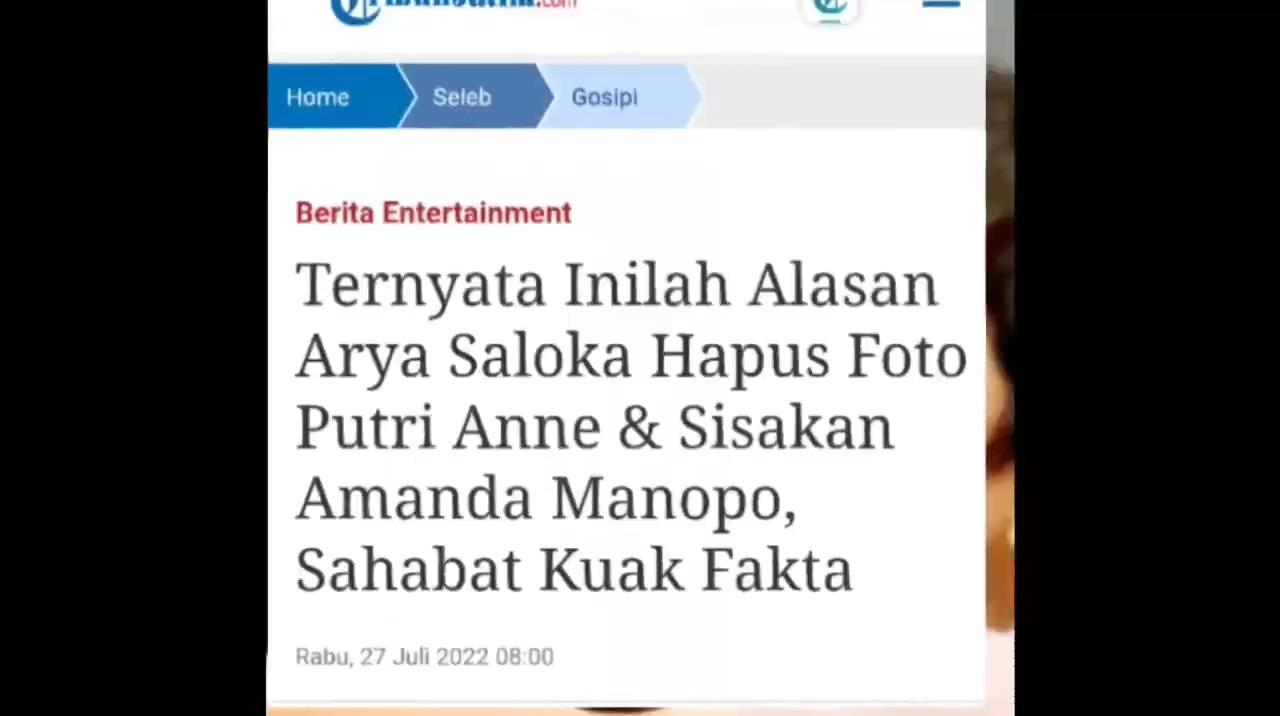 Home Seleb Gosipi
Berita Entertainment
Ternyata Inilah Alasan
Arya Saloka Hapus Foto
Putri Anne & Sisakan
Amanda Manopo,
Sahabat Kuak Fakta
Rabu, 27 Juli 2022 08:00